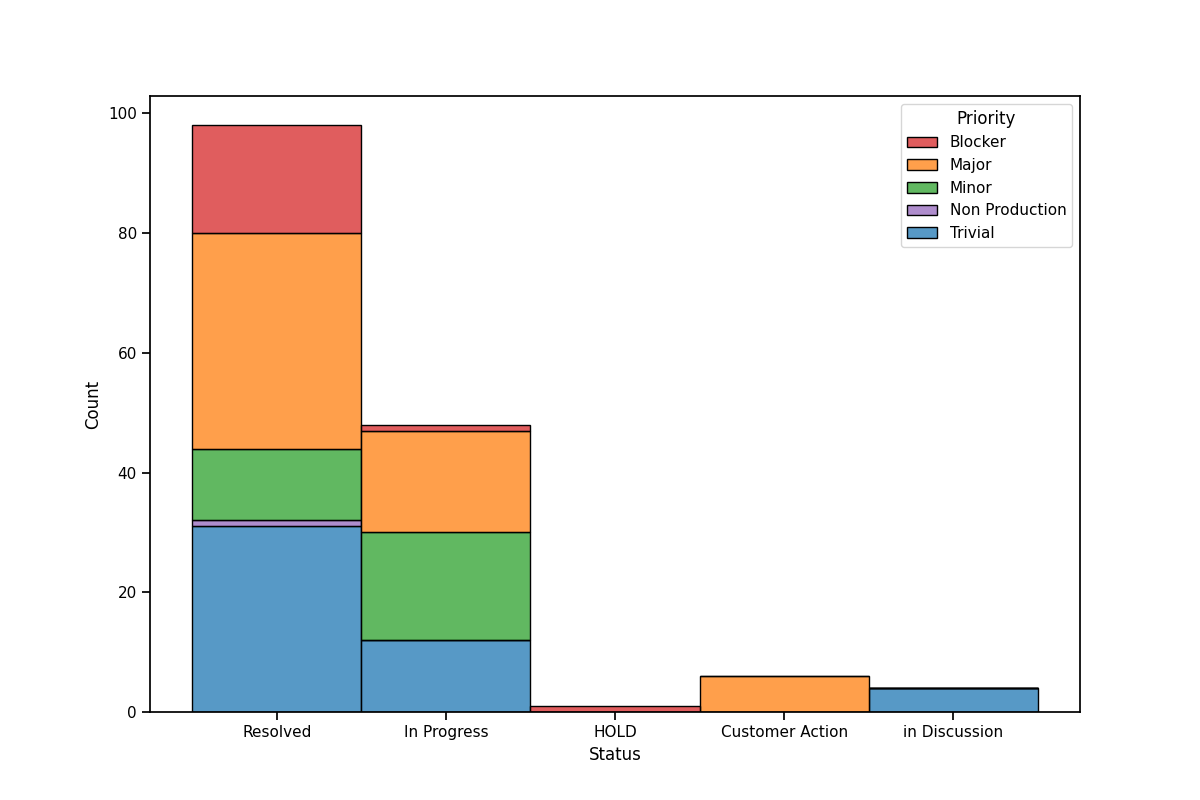 100
80
60
40
20
0
Count
Priority
Blocker
Major
Minor
Non Production
Trivial
Resolved
In Progress
HOLD
Customer Action
in Discussion
Status